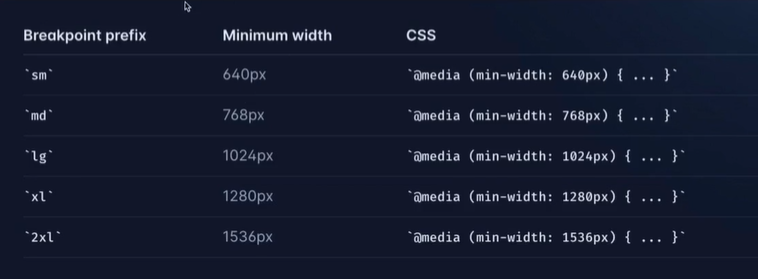 Breakpoint prefix Minimum width CSS
`sm` 640px `@media (min-width: 640px) { ... }`
`md` 768px `@media (min-width: 768px) { ... }`
`lg` 1024px `@media (min-width: 1024px) { ... }`
`xl` 1280px `@media (min-width: 1280px) { ... }`
`2xl` 1536px `@media (min-width: 1536px) { ... }`